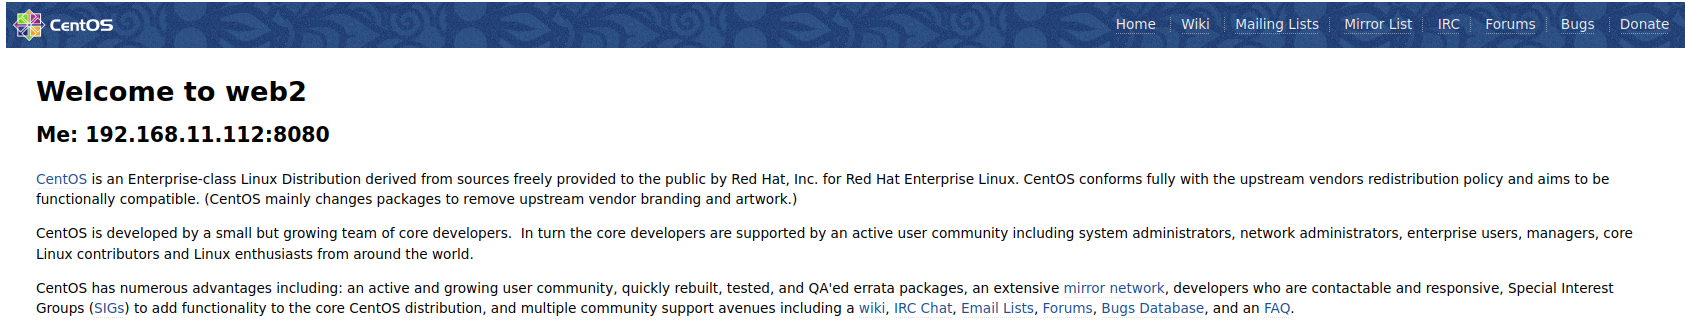 CentOS Home Wiki Mailing Lists Mirror List IRC Forums Bugs Donate
Welcome to web2
Me: 192.168.11.112:8080
CentOS is an Enterprise-class Linux Distribution derived from sources freely provided to the public by Red Hat, Inc. for Red Hat Enterprise Linux. CentOS conforms fully with the upstream vendors redistribution policy and aims to be
functionally compatible. (CentOS mainly changes packages to remove upstream vendor branding and artwork.)
CentOS is developed by a small but growing team of core developers.  In turn the core developers are supported by an active user community including system administrators, network administrators, enterprise users, managers, core
Linux contributors and Linux enthusiasts from around the world.
CentOS has numerous advantages including: an active and growing user community, quickly rebuilt, tested, and QA'ed errata packages, an extensive mirror network, developers who are contactable and responsive, Special Interest
Groups (SIGs) to add functionality to the core CentOS distribution, and multiple community support avenues including a wiki, IRC Chat, Email Lists, Forums, Bugs Database, and an FAQ.